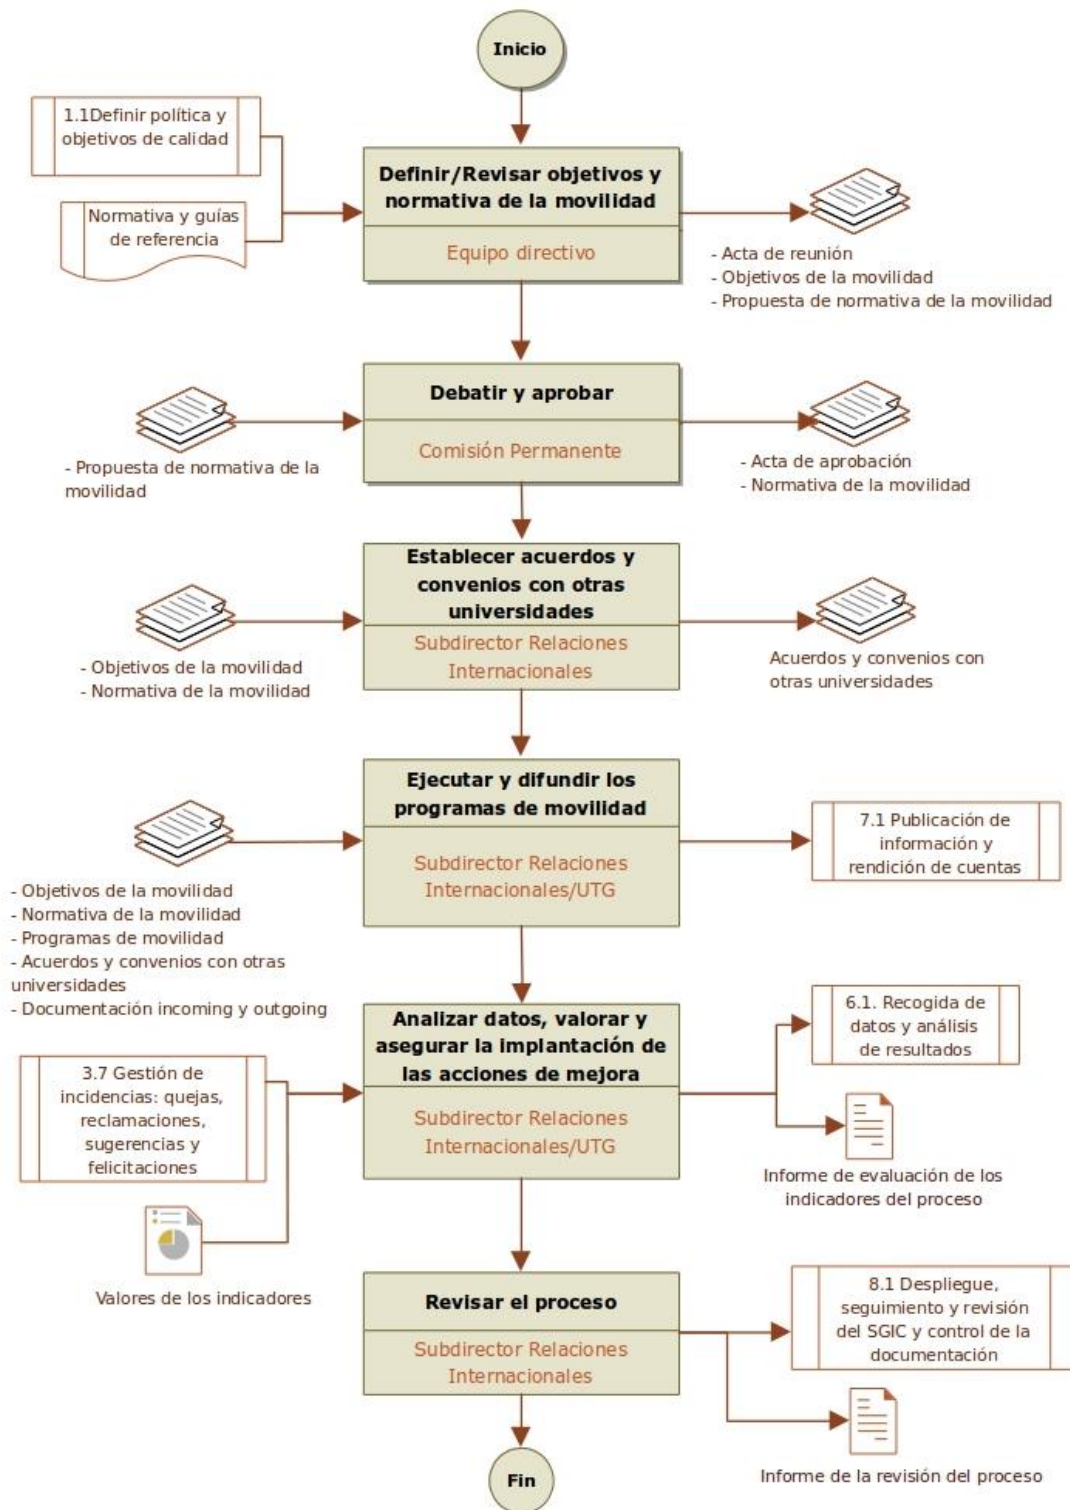 Inicio
1.1Definir política y
objetivos de calidad
Normativa y guías
de referencia
Definir/Revisar objetivos y
normativa de la movilidad
Equipo directivo
- Acta de reunión
- Objetivos de la movilidad
- Propuesta de normativa de la movilidad
- Propuesta de normativa de la
movilidad
Debatir y aprobar
Comisión Permanente
- Acta de aprobación
- Normativa de la movilidad
- Objetivos de la movilidad
- Normativa de la movilidad
Establecer acuerdos y
convenios con otras
universidades
Subdirector Relaciones
Internacionales
Acuerdos y convenios con
otras universidades
- Objetivos de la movilidad
- Normativa de la movilidad
- Programas de movilidad
- Acuerdos y convenios con otras
universidades
- Documentación incoming y outgoing
Ejecutar y difundir los
programas de movilidad
Subdirector Relaciones
Internacionales/UTG
7.1 Publicación de
información y
rendición de cuentas
3.7 Gestión de
incidencias: quejas,
reclamaciones,
sugerencias y
felicitaciones
Valores de los indicadores
Analizar datos, valorar y
asegurar la implantación de
las acciones de mejora
Subdirector Relaciones
Internacionales/UTG
6.1. Recogida de
datos y análisis
de resultados
Informe de evaluación de los
indicadores del proceso
Revisar el proceso
Subdirector Relaciones
Internacionales
8.1 Despliegue,
seguimiento y revisión
del SGIC y control de la
documentación
Informe de la revisión del proceso
Fin